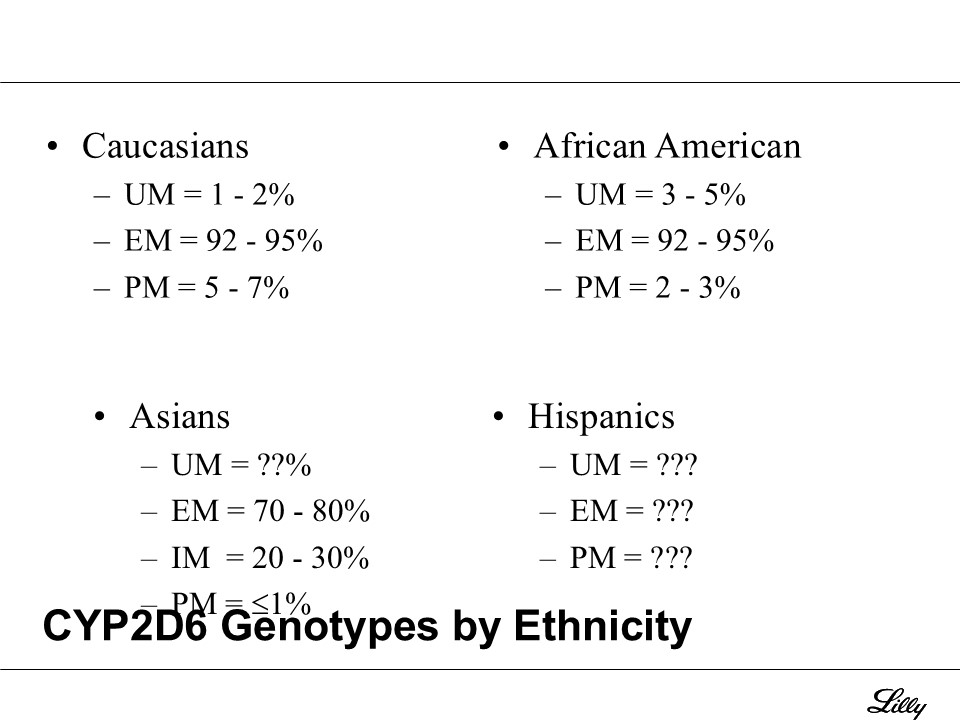 • Caucasians
– UM = 1 - 2%
– EM = 92 - 95%
– PM = 5 - 7%
• African American
– UM = 3 - 5%
– EM = 92 - 95%
– PM = 2 - 3%
• Asians
– UM = ??%
– EM = 70 - 80%
– IM = 20 - 30%
– PM = ≤1%
• Hispanics
– UM = ???
– EM = ???
– PM = ???
CYP2D6 Genotypes by Ethnicity
Lilly